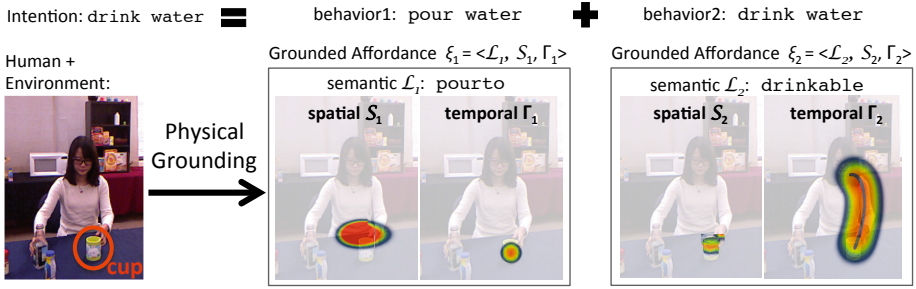 Intention: drink water = behavior1: pour water + behavior2: drink water
Human +
Environment:
cup
Physical
Grounding
Grounded Affordance ξ₁ = <ℒ₁, S₁, Γ₁>
semantic ℒ₁: pourto
spatial S₁ temporal Γ₁
Grounded Affordance ξ₂ = <ℒ₂, S₂, Γ₂>
semantic ℒ₂: drinkable
spatial S₂ temporal Γ₂